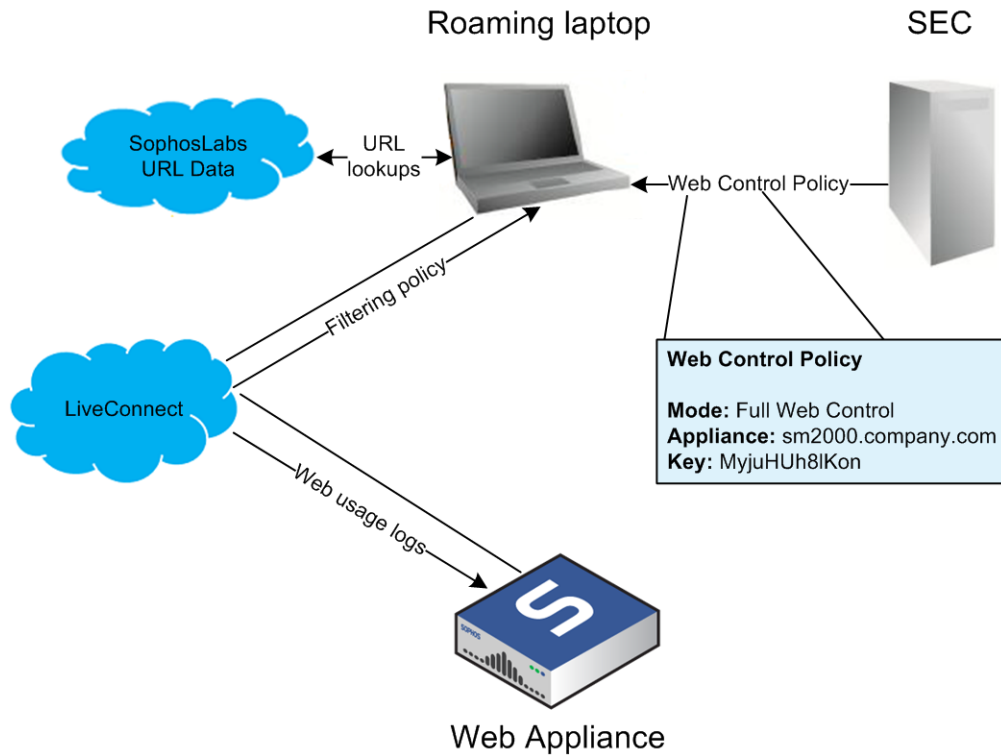 Roaming laptop
SEC
SophosLabs
URL Data
URL
lookups
Web Control Policy
Filtering policy
Web Control Policy
Mode: Full Web Control
Appliance: sm2000.company.com
Key: MyjuHUh8lKon
LiveConnect
Web usage logs
SOPHOS
S
Web Appliance